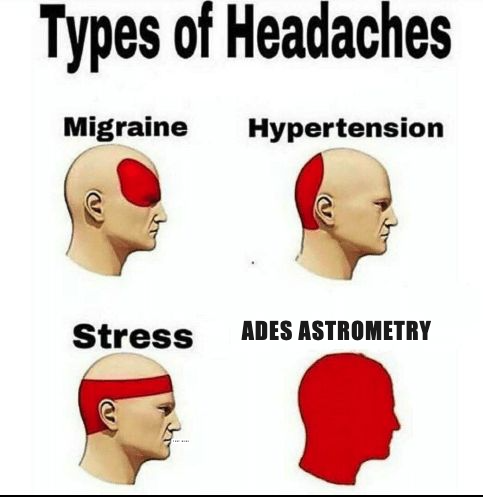 Types of Headaches
Migraine
Hypertension
Stress
ADES ASTROMETRY